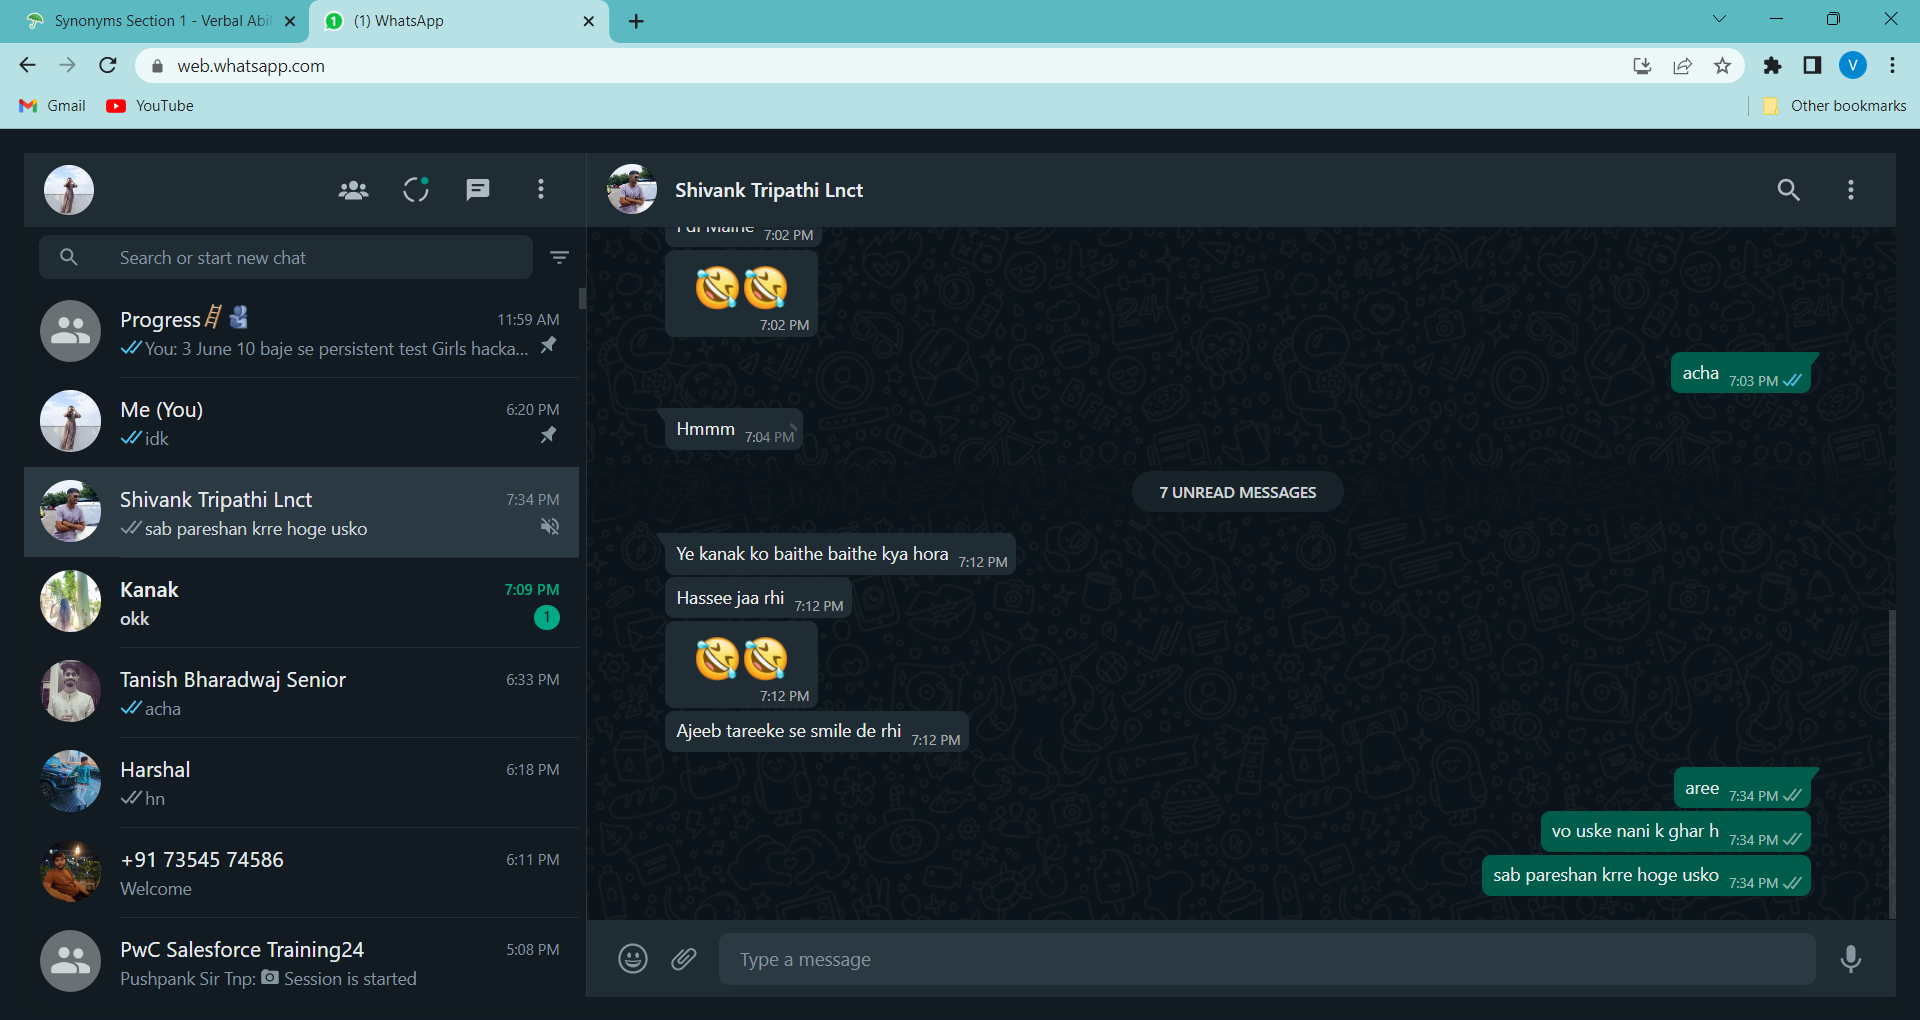 Synonyms Section 1 - Verbal Abi
(1) WhatsApp
web.whatsapp.com
V
Gmail
YouTube
Other bookmarks
Search or start new chat
Progress
11:59 AM
You: 3 June 10 baje se persistent test Girls hacka...
Me (You)
6:20 PM
idk
Shivank Tripathi Lnct
7:34 PM
sab pareshan krre hoge usko
Kanak
7:09 PM
okk
1
Tanish Bharadwaj Senior
6:33 PM
acha
Harshal
6:18 PM
hn
+91 73545 74586
6:11 PM
Welcome
PwC Salesforce Training24
5:08 PM
Pushpank Sir Tnp: Session is started
Shivank Tripathi Lnct
7:02 PM
🤣🤣
7:02 PM
acha 7:03 PM
Hmmm 7:04 PM
7 UNREAD MESSAGES
Ye kanak ko baithe baithe kya hora 7:12 PM
Hassee jaa rhi 7:12 PM
🤣🤣
7:12 PM
Ajeeb tareeke se smile de rhi 7:12 PM
aree 7:34 PM
vo uske nani k ghar h 7:34 PM
sab pareshan krre hoge usko 7:34 PM
Type a message